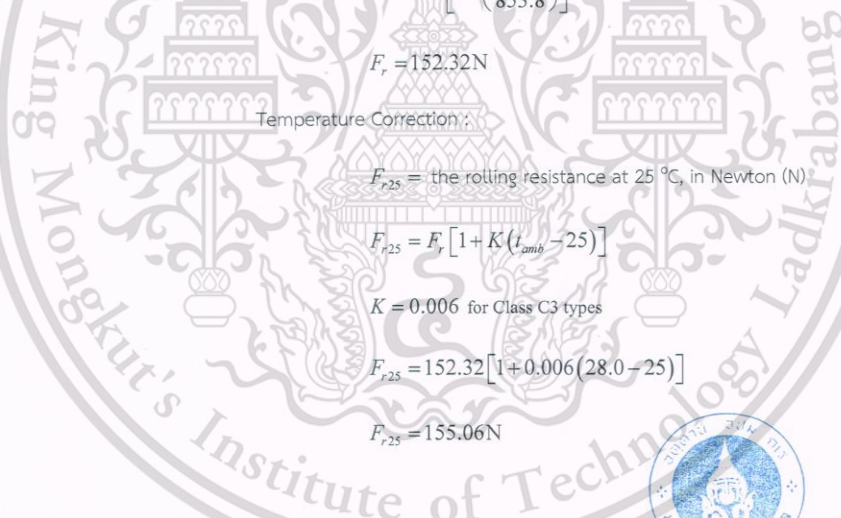 (853.8)]
F_r = 152.32N
Temperature Correction :
F_r25 = the rolling resistance at 25 °C, in Newton (N)
F_r25 = F_r [1 + K (t_amb − 25)]
K = 0.006 for Class C3 types
F_r25 = 152.32 [1 + 0.006 (28.0 − 25)]
F_r25 = 155.06N
King Mongkut's Institute of Technology Ladkrabang